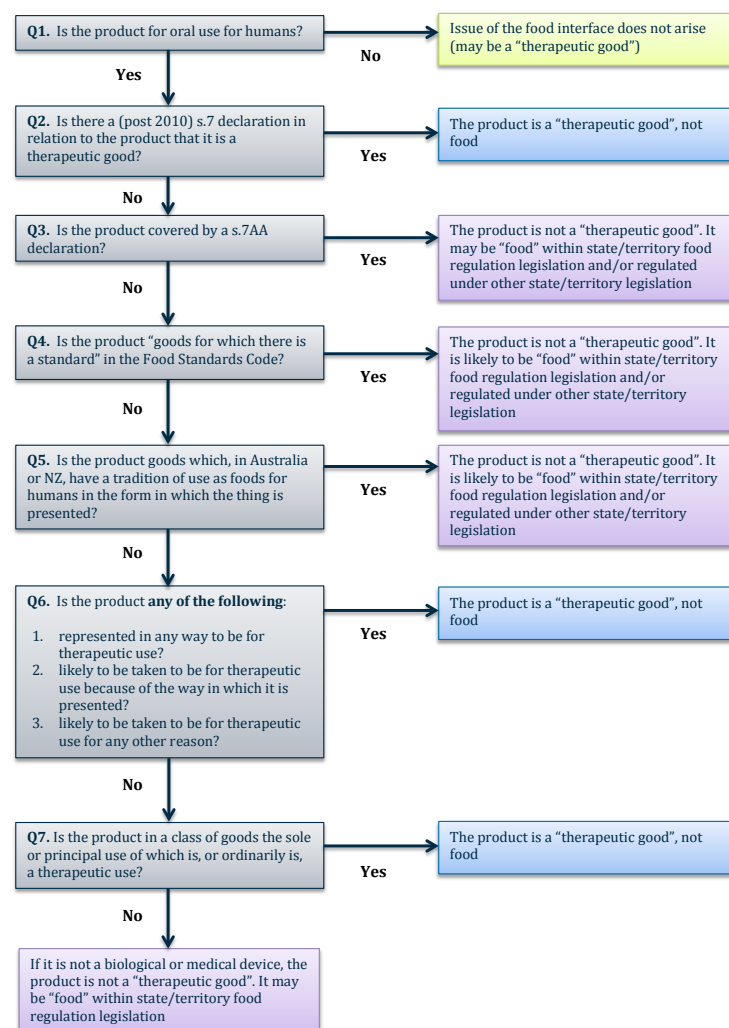 Q1. Is the product for oral use for humans?
No
Issue of the food interface does not arise
(may be a “therapeutic good”)
Yes
Q2. Is there a (post 2010) s.7 declaration in
relation to the product that it is a
therapeutic good?
Yes
The product is a “therapeutic good”, not
food
No
Q3. Is the product covered by a s.7AA
declaration?
Yes
The product is not a “therapeutic good”. It
may be “food” within state/territory food
regulation legislation and/or regulated
under other state/territory legislation
No
Q4. Is the product “goods for which there is
a standard” in the Food Standards Code?
Yes
The product is not a “therapeutic good”. It
is likely to be “food” within state/territory
food regulation legislation and/or
regulated under other state/territory
legislation
No
Q5. Is the product goods which, in Australia
or NZ, have a tradition of use as foods for
humans in the form in which the thing is
presented?
Yes
The product is not a “therapeutic good”. It
is likely to be “food” within state/territory
food regulation legislation and/or
regulated under other state/territory
legislation
No
Q6. Is the product any of the following:
1. represented in any way to be for
therapeutic use?
2. likely to be taken to be for therapeutic
use because of the way in which it is
presented?
3. likely to be taken to be for therapeutic
use for any other reason?
Yes
The product is a “therapeutic good”, not
food
No
Q7. Is the product in a class of goods the sole
or principal use of which is, or ordinarily is,
a therapeutic use?
Yes
The product is a “therapeutic good”, not
food
No
If it is not a biological or medical device, the
product is not a “therapeutic good”. It may
be “food” within state/territory food
regulation legislation